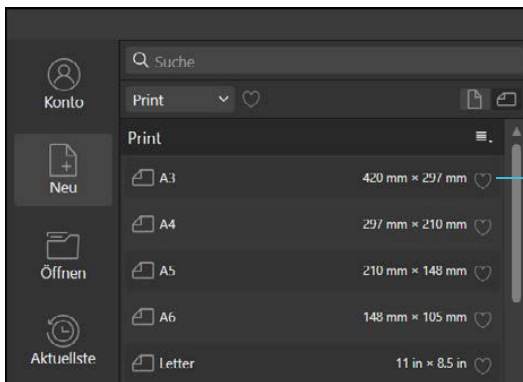 Konto
Neu
Öffnen
Aktuellste
Suche
Print
Print
A3 420 mm × 297 mm
A4 297 mm × 210 mm
A5 210 mm × 148 mm
A6 148 mm × 105 mm
Letter 11 in × 8.5 in